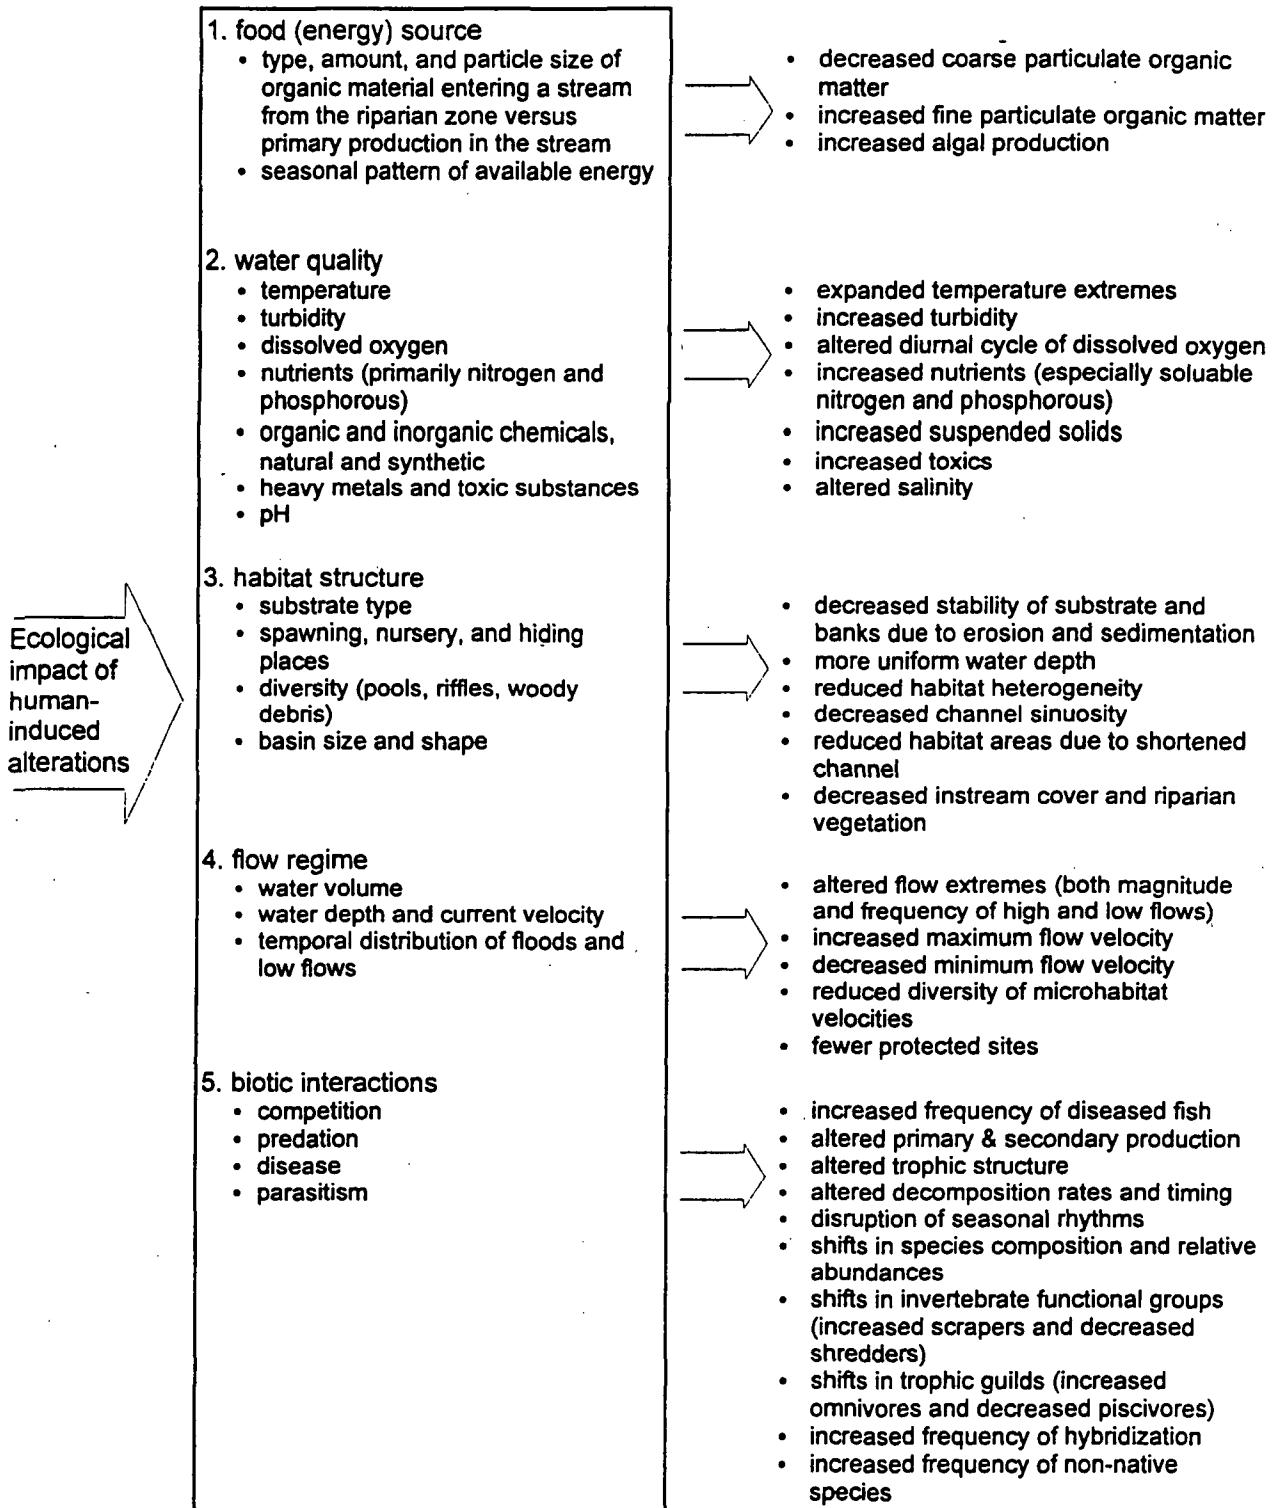 Ecological
impact of
human-
induced
alterations
1. food (energy) source
• type, amount, and particle size of
organic material entering a stream
from the riparian zone versus
primary production in the stream
• seasonal pattern of available energy
• decreased coarse particulate organic
matter
• increased fine particulate organic matter
• increased algal production
2. water quality
• temperature
• turbidity
• dissolved oxygen
• nutrients (primarily nitrogen and
phosphorous)
• organic and inorganic chemicals,
natural and synthetic
• heavy metals and toxic substances
• pH
• expanded temperature extremes
• increased turbidity
• altered diurnal cycle of dissolved oxygen
• increased nutrients (especially soluable
nitrogen and phosphorous)
• increased suspended solids
• increased toxics
• altered salinity
3. habitat structure
• substrate type
• spawning, nursery, and hiding
places
• diversity (pools, riffles, woody
debris)
• basin size and shape
• decreased stability of substrate and
banks due to erosion and sedimentation
• more uniform water depth
• reduced habitat heterogeneity
• decreased channel sinuosity
• reduced habitat areas due to shortened
channel
• decreased instream cover and riparian
vegetation
4. flow regime
• water volume
• water depth and current velocity
• temporal distribution of floods and
low flows
• altered flow extremes (both magnitude
and frequency of high and low flows)
• increased maximum flow velocity
• decreased minimum flow velocity
• reduced diversity of microhabitat
velocities
• fewer protected sites
5. biotic interactions
• competition
• predation
• disease
• parasitism
• increased frequency of diseased fish
• altered primary & secondary production
• altered trophic structure
• altered decomposition rates and timing
• disruption of seasonal rhythms
• shifts in species composition and relative
abundances
• shifts in invertebrate functional groups
(increased scrapers and decreased
shredders)
• shifts in trophic guilds (increased
omnivores and decreased piscivores)
• increased frequency of hybridization
• increased frequency of non-native
species